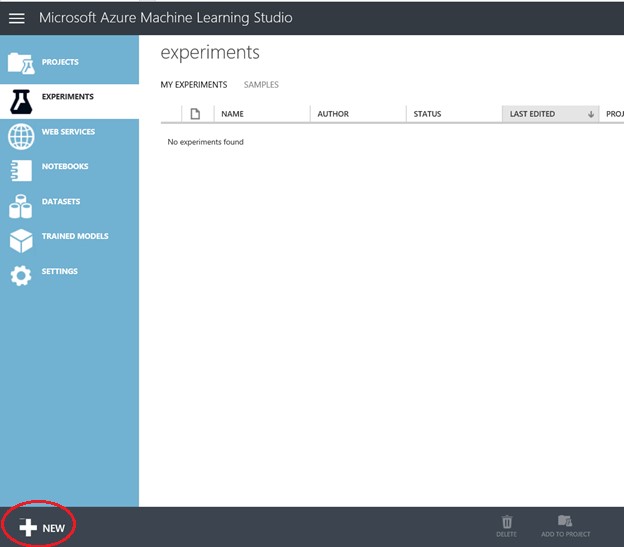 Microsoft Azure Machine Learning Studio
PROJECTS
EXPERIMENTS
WEB SERVICES
NOTEBOOKS
DATASETS
TRAINED MODELS
SETTINGS
experiments
MY EXPERIMENTS SAMPLES
NAME AUTHOR STATUS LAST EDITED PROJ
No experiments found
NEW DELETE ADD TO PROJECT